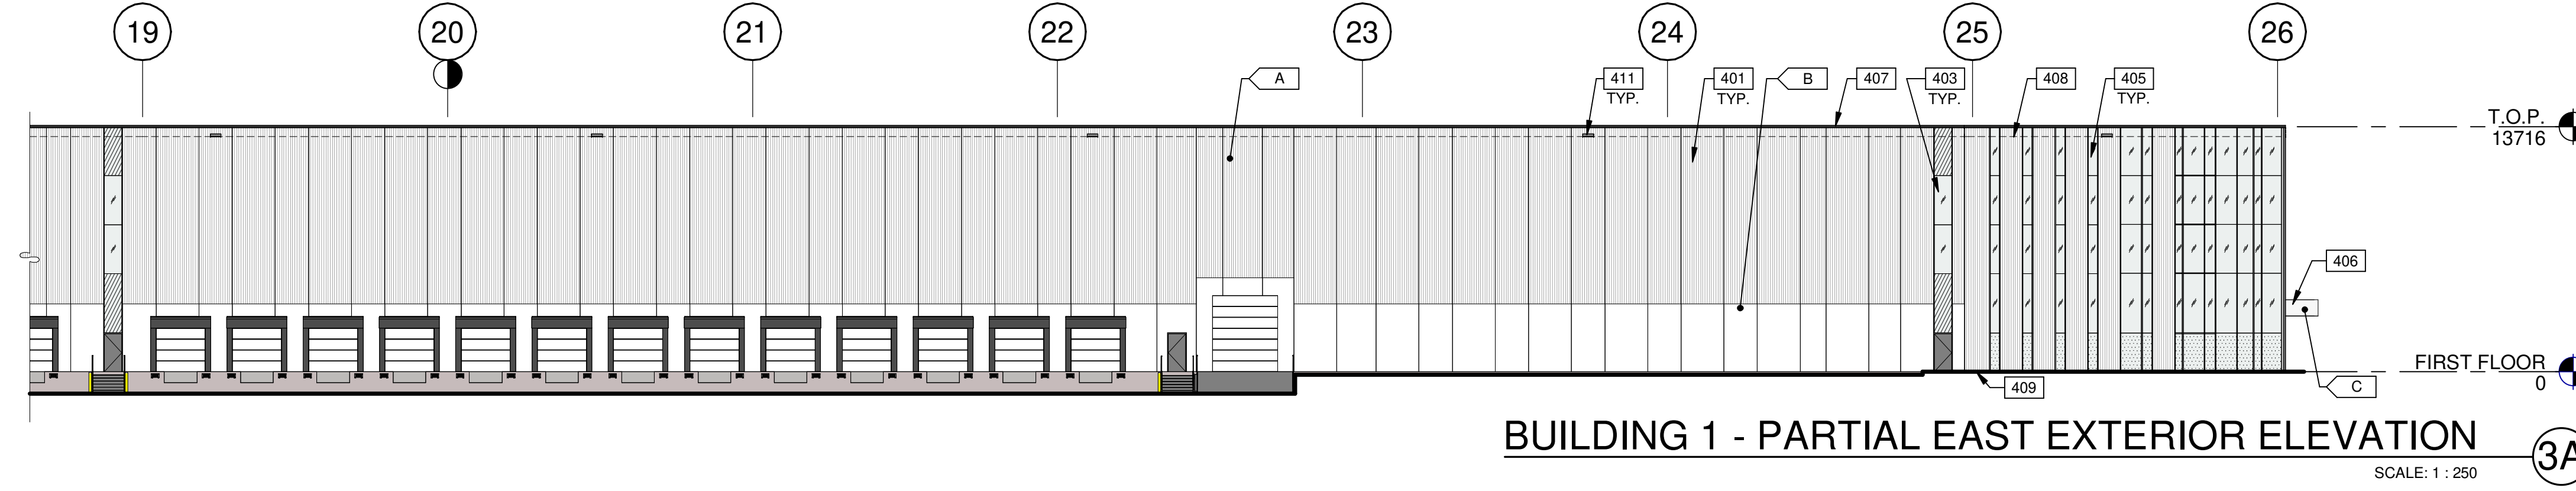 19 20 21 22 23 24 25 26
A 411 401 B 407 403 408 405
TYP. TYP. TYP. TYP.
T.O.P.
13716
406
FIRST FLOOR
0
409 C
BUILDING 1 - PARTIAL EAST EXTERIOR ELEVATION
3A
SCALE: 1 : 250